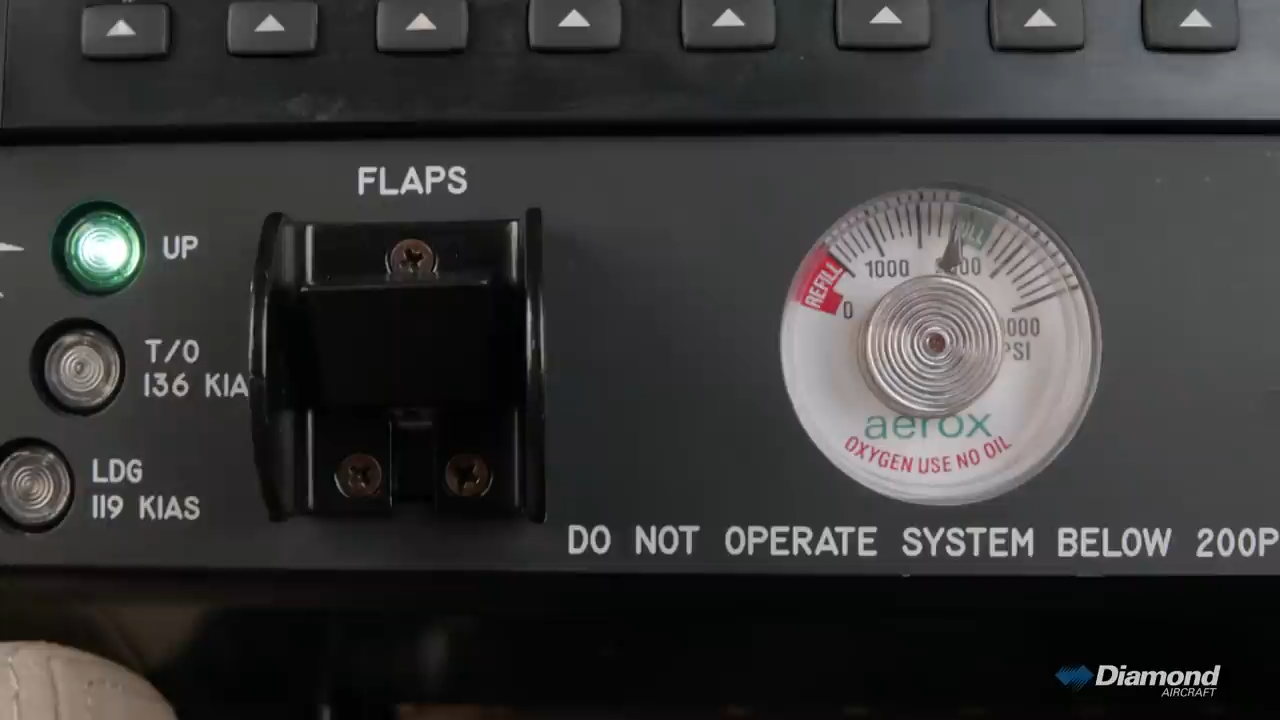 FLAPS
UP
T/O
136 KIA
LDG
119 KIAS
REFILL
0
1000
aerox
OXYGEN USE NO OIL
DO NOT OPERATE SYSTEM BELOW 200P
Diamond
AIRCRAFT